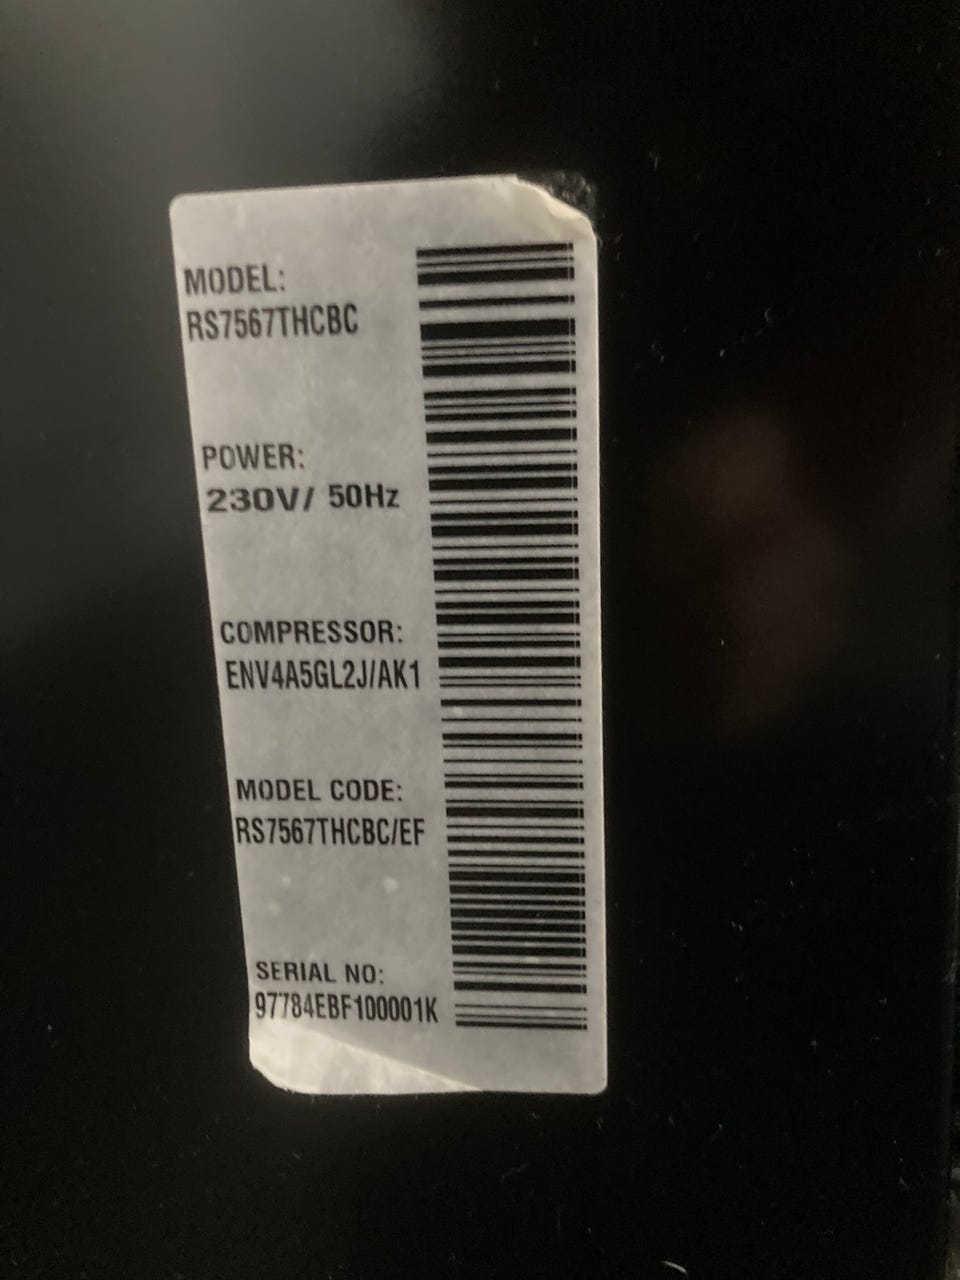 MODEL:
RS7567THCBC
POWER:
230V/ 50Hz
COMPRESSOR:
ENV4A5GL2J/AK1
MODEL CODE:
RS7567THCBC/EF
SERIAL NO:
97784EBF100001K